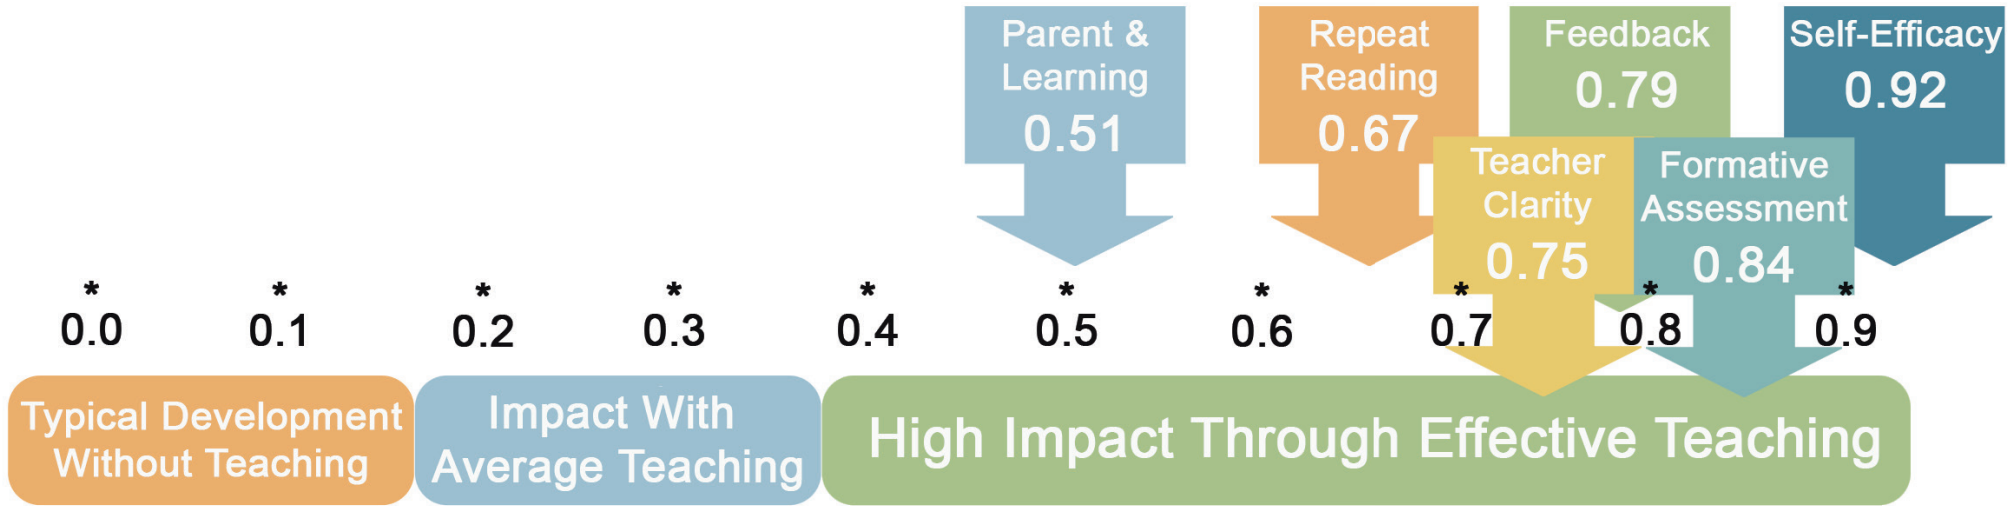 Parent &
Learning
0.51
Repeat
Reading
0.67
Feedback
0.79
Self-Efficacy
0.92
Teacher
Clarity
0.75
Formative
Assessment
0.84
* * * * * * * * * *
0.0 0.1 0.2 0.3 0.4 0.5 0.6 0.7 0.8 0.9
Typical Development
Without Teaching
Impact With
Average Teaching
High Impact Through Effective Teaching